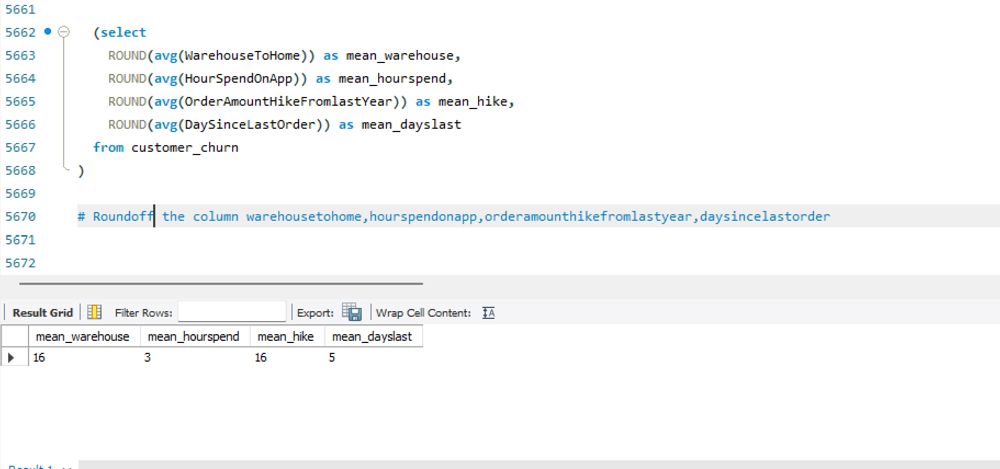 5661
5662 (select
5663 ROUND(avg(WarehouseToHome)) as mean_warehouse,
5664 ROUND(avg(HourSpendOnApp)) as mean_hourspend,
5665 ROUND(avg(OrderAmountHikeFromlastYear)) as mean_hike,
5666 ROUND(avg(DaySinceLastOrder)) as mean_dayslast
5667 from customer_churn
5668 )
5669
5670 # Roundoff the column warehousetohome,hourspendonapp,orderamounthikefromlastyear,daysincelastorder
5671
5672
Result Grid Filter Rows: Export: Wrap Cell Content: IA
mean_warehouse mean_hourspend mean_hike mean_dayslast
16 3 16 5
Result 1